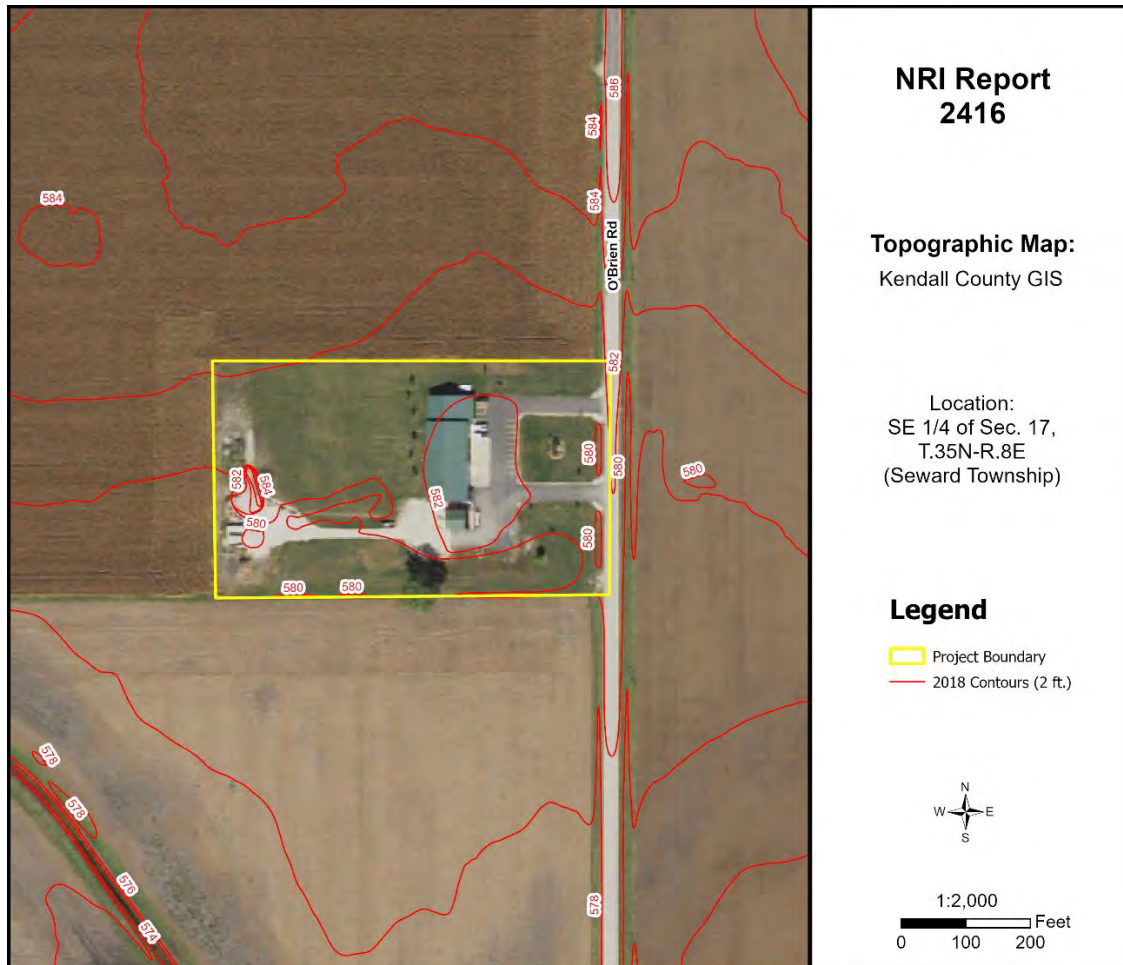 NRI Report
2416
Topographic Map:
Kendall County GIS
Location:
SE 1/4 of Sec. 17,
T.35N-R.8E
(Seward Township)
Legend
Project Boundary
2018 Contours (2 ft.)
N
W E
S
1:2,000
Feet
0 100 200
586
584
584
584
O'Brien Rd
582
582
584
580
580
580
582
580
580
580
580
578
578
576
574
578